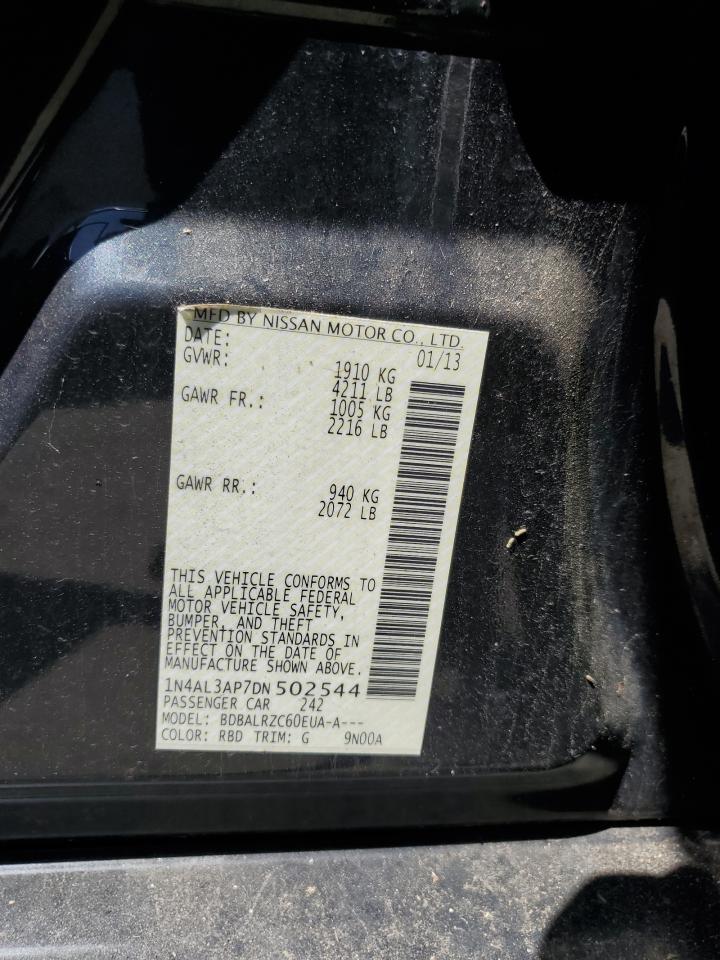 MFD BY NISSAN MOTOR CO., LTD.
DATE: 01/13
GVWR: 1910 KG
4211 LB
GAWR FR.: 1005 KG
2216 LB
GAWR RR.: 940 KG
2072 LB
THIS VEHICLE CONFORMS TO
ALL APPLICABLE FEDERAL
MOTOR VEHICLE SAFETY,
BUMPER, AND THEFT
PREVENTION STANDARDS IN
EFFECT ON THE DATE OF
MANUFACTURE SHOWN ABOVE.
1N4AL3AP7DN502544
PASSENGER CAR 242
MODEL: BDBALRZC60EUA-A---
COLOR: RBD TRIM: G 9N00A